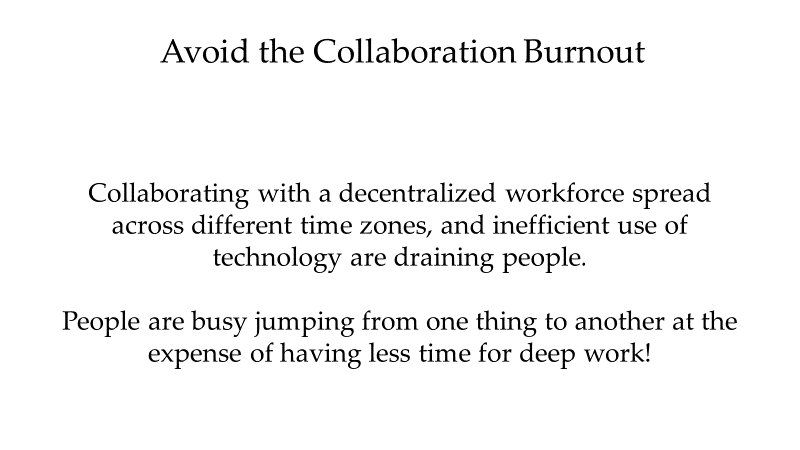 Avoid the Collaboration Burnout
Collaborating with a decentralized workforce spread
across different time zones, and inefficient use of
technology are draining people.
People are busy jumping from one thing to another at the
expense of having less time for deep work!